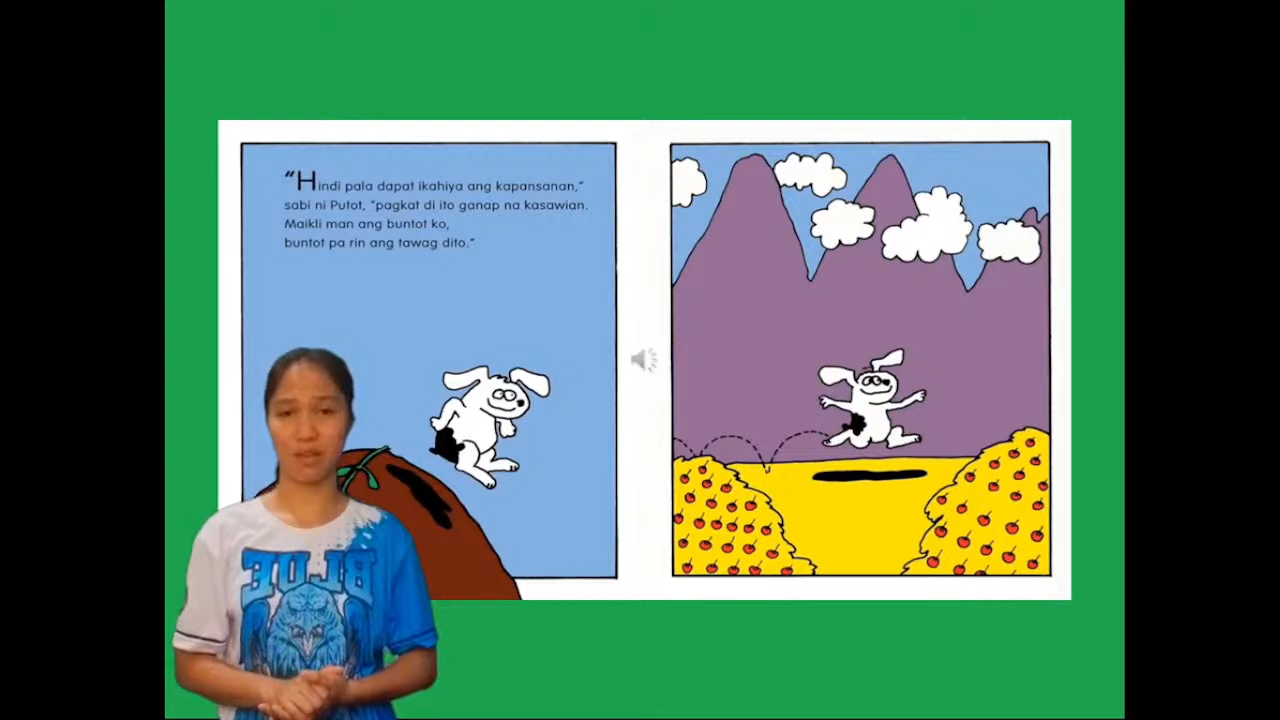 "Hindi pala dapat ikahiya ang kapansanan,"
sabi ni Putot, "pagkat di ito ganap na kasawian.
Maikli man ang buntot ko,
buntot pa rin ang tawag dito."
BLUE